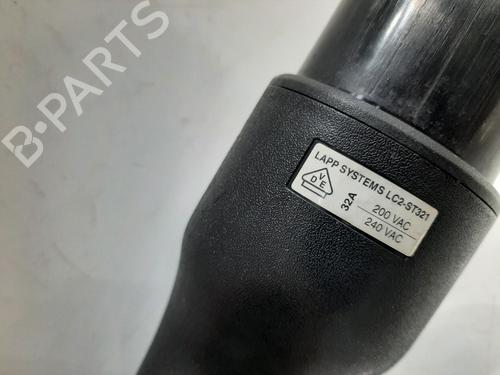 B-PARTS
LAPP SYSTEMS LC2-ST321
VDE
32A
200 VAC
240 VAC